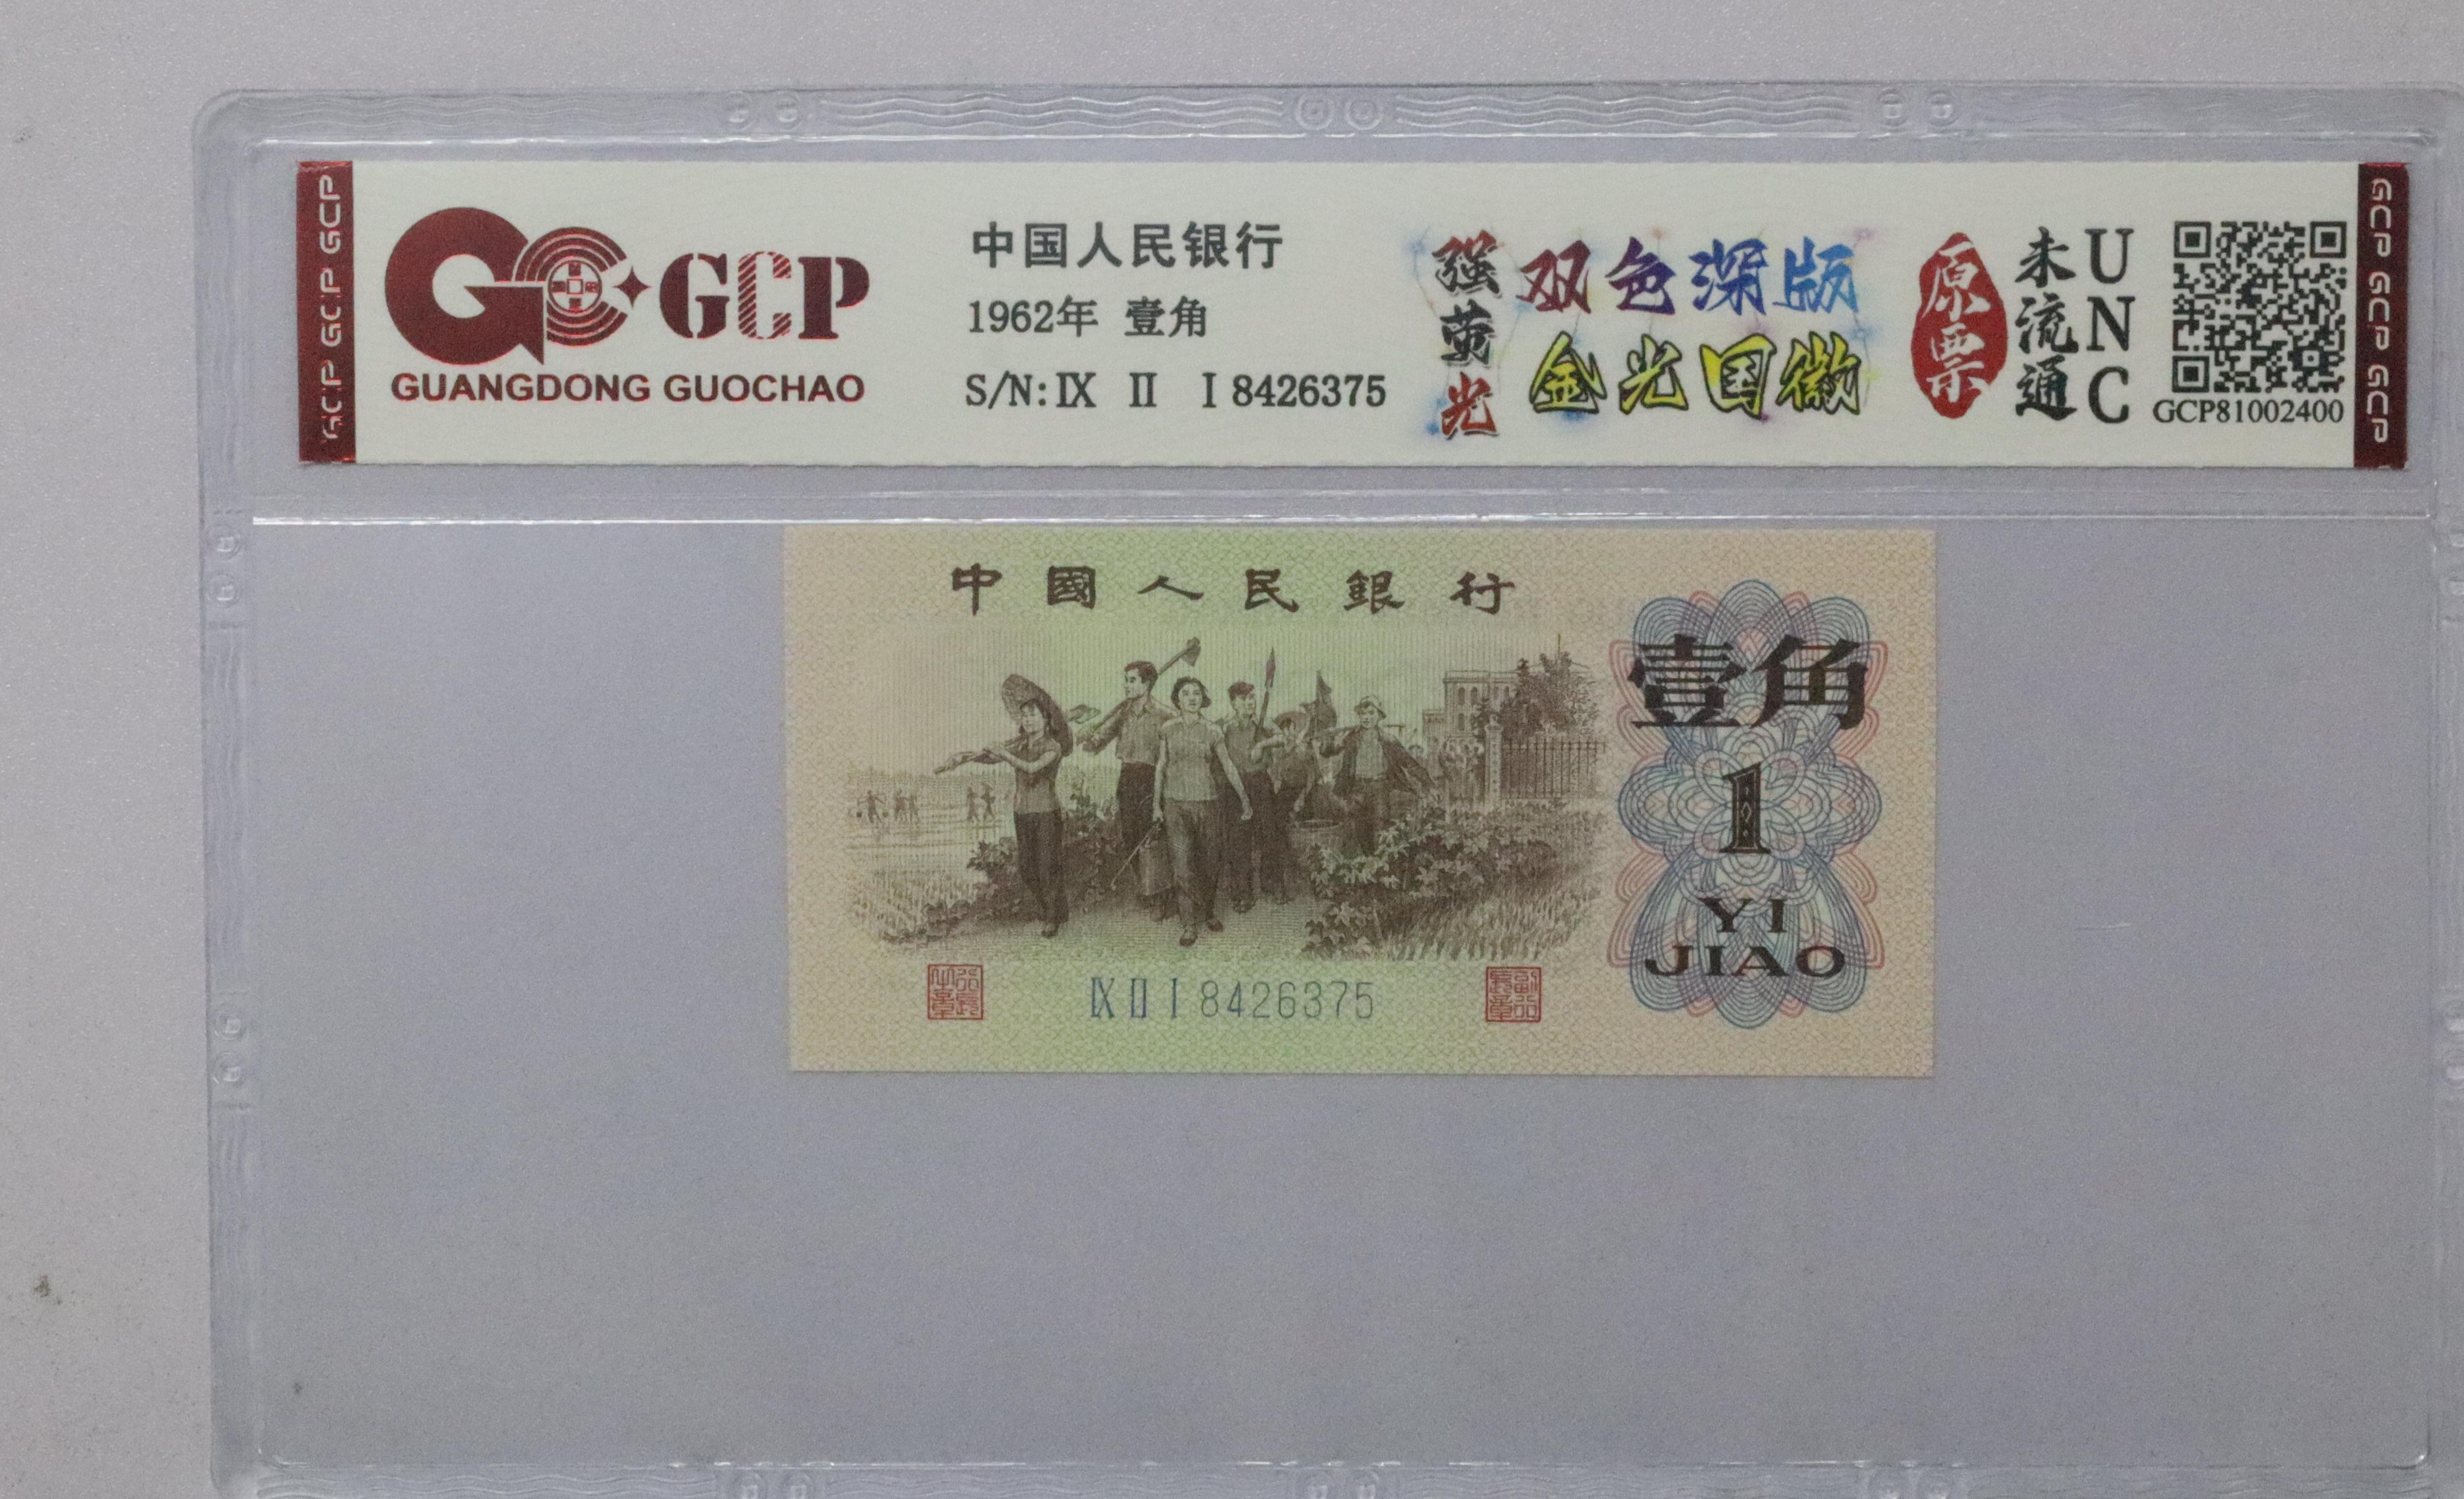 GCP GCP GCP
GCP
GUANGDONG GUOCHAO
中国人民银行
1962年 壹角
S/N: IX II I 8426375
强荧光
双色深版
金光国徽
原票
未流通
UNC
GCP81002400
GCP GCP GCP
中國人民銀行
壹角
1
YI
JIAO
IX II I 8426375